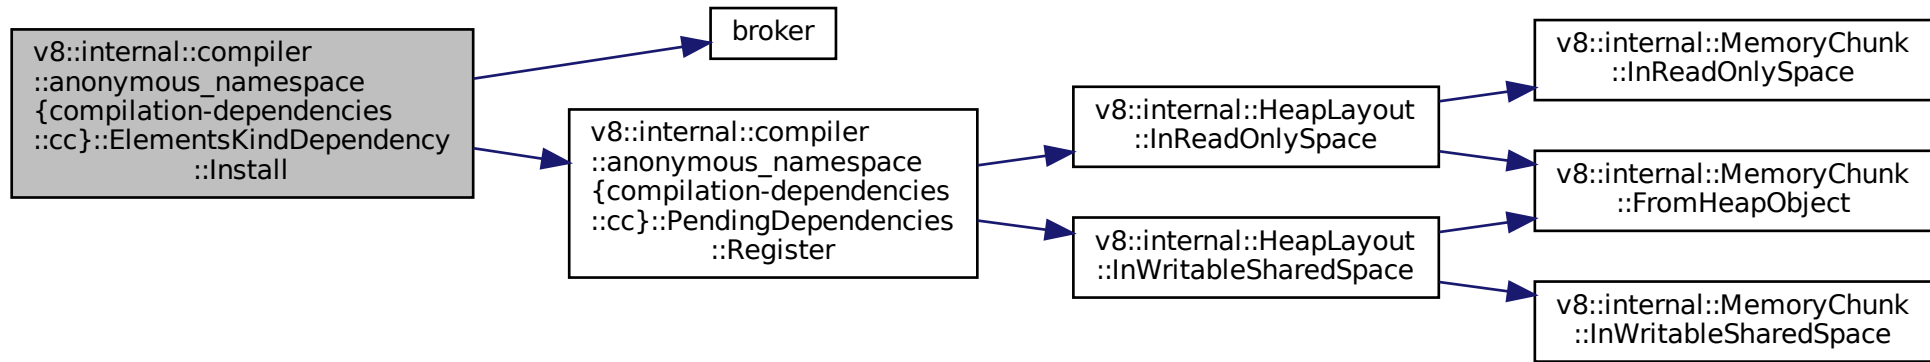 v8::internal::compiler
::anonymous_namespace
{compilation-dependencies
::cc}::ElementsKindDependency
::Install
broker
v8::internal::compiler
::anonymous_namespace
{compilation-dependencies
::cc}::PendingDependencies
::Register
v8::internal::HeapLayout
::InReadOnlySpace
v8::internal::HeapLayout
::InWritableSharedSpace
v8::internal::MemoryChunk
::InReadOnlySpace
v8::internal::MemoryChunk
::FromHeapObject
v8::internal::MemoryChunk
::InWritableSharedSpace